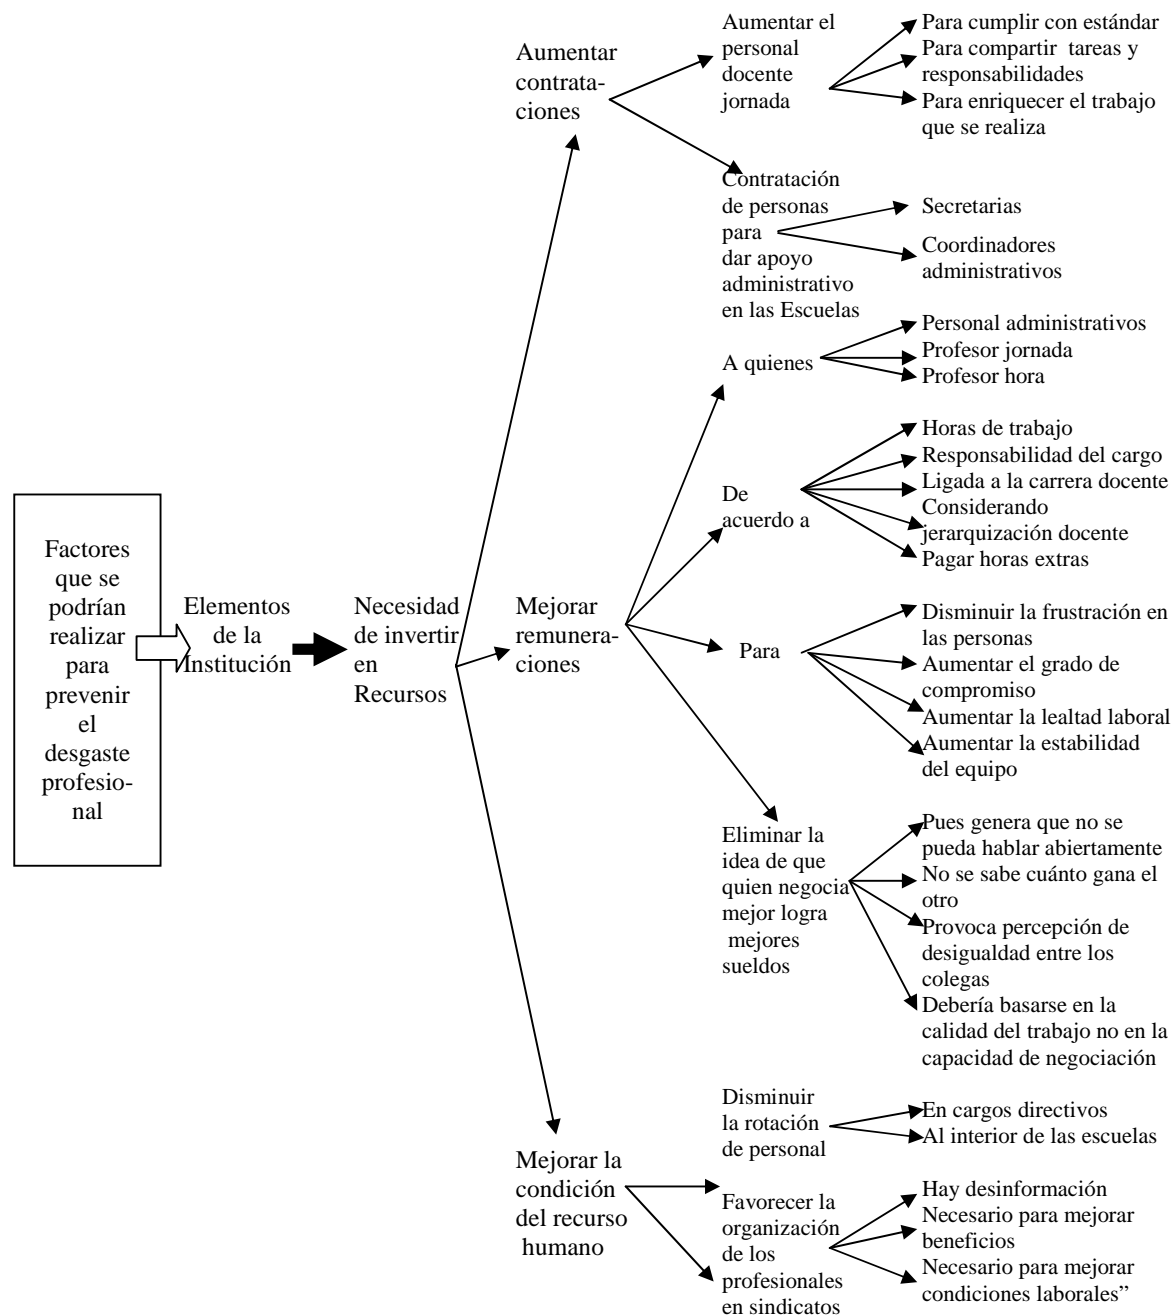 Factores
que se
podrían
realizar
para
prevenir
el
desgaste
profesio-
nal
Elementos
de la
Institución
Necesidad
de invertir
en
Recursos
Aumentar
contrata-
ciones
Aumentar el
personal
docente
jornada
Para cumplir con estándar
Para compartir  tareas y
responsabilidades
Para enriquecer el trabajo
que se realiza
Contratación
de personas
para
dar apoyo
administrativo
en las Escuelas
Secretarias
Coordinadores
administrativos
Mejorar
remunera-
ciones
A quienes
Personal administrativos
Profesor jornada
Profesor hora
De
acuerdo a
Horas de trabajo
Responsabilidad del cargo
Ligada a la carrera docente
Considerando
jerarquización docente
Pagar horas extras
Para
Disminuir la frustración en
las personas
Aumentar el grado de
compromiso
Aumentar la lealtad laboral
Aumentar la estabilidad
del equipo
Eliminar la
idea de que
quien negocia
mejor logra
mejores
sueldos
Pues genera que no se
pueda hablar abiertamente
No se sabe cuánto gana el
otro
Provoca percepción de
desigualdad entre los
colegas
Debería basarse en la
calidad del trabajo no en la
capacidad de negociación
Mejorar la
condición
del recurso
humano
Disminuir
la rotación
de personal
En cargos directivos
Al interior de las escuelas
Favorecer la
organización
de los
profesionales
en sindicatos
Hay desinformación
Necesario para mejorar
beneficios
Necesario para mejorar
condiciones laborales”